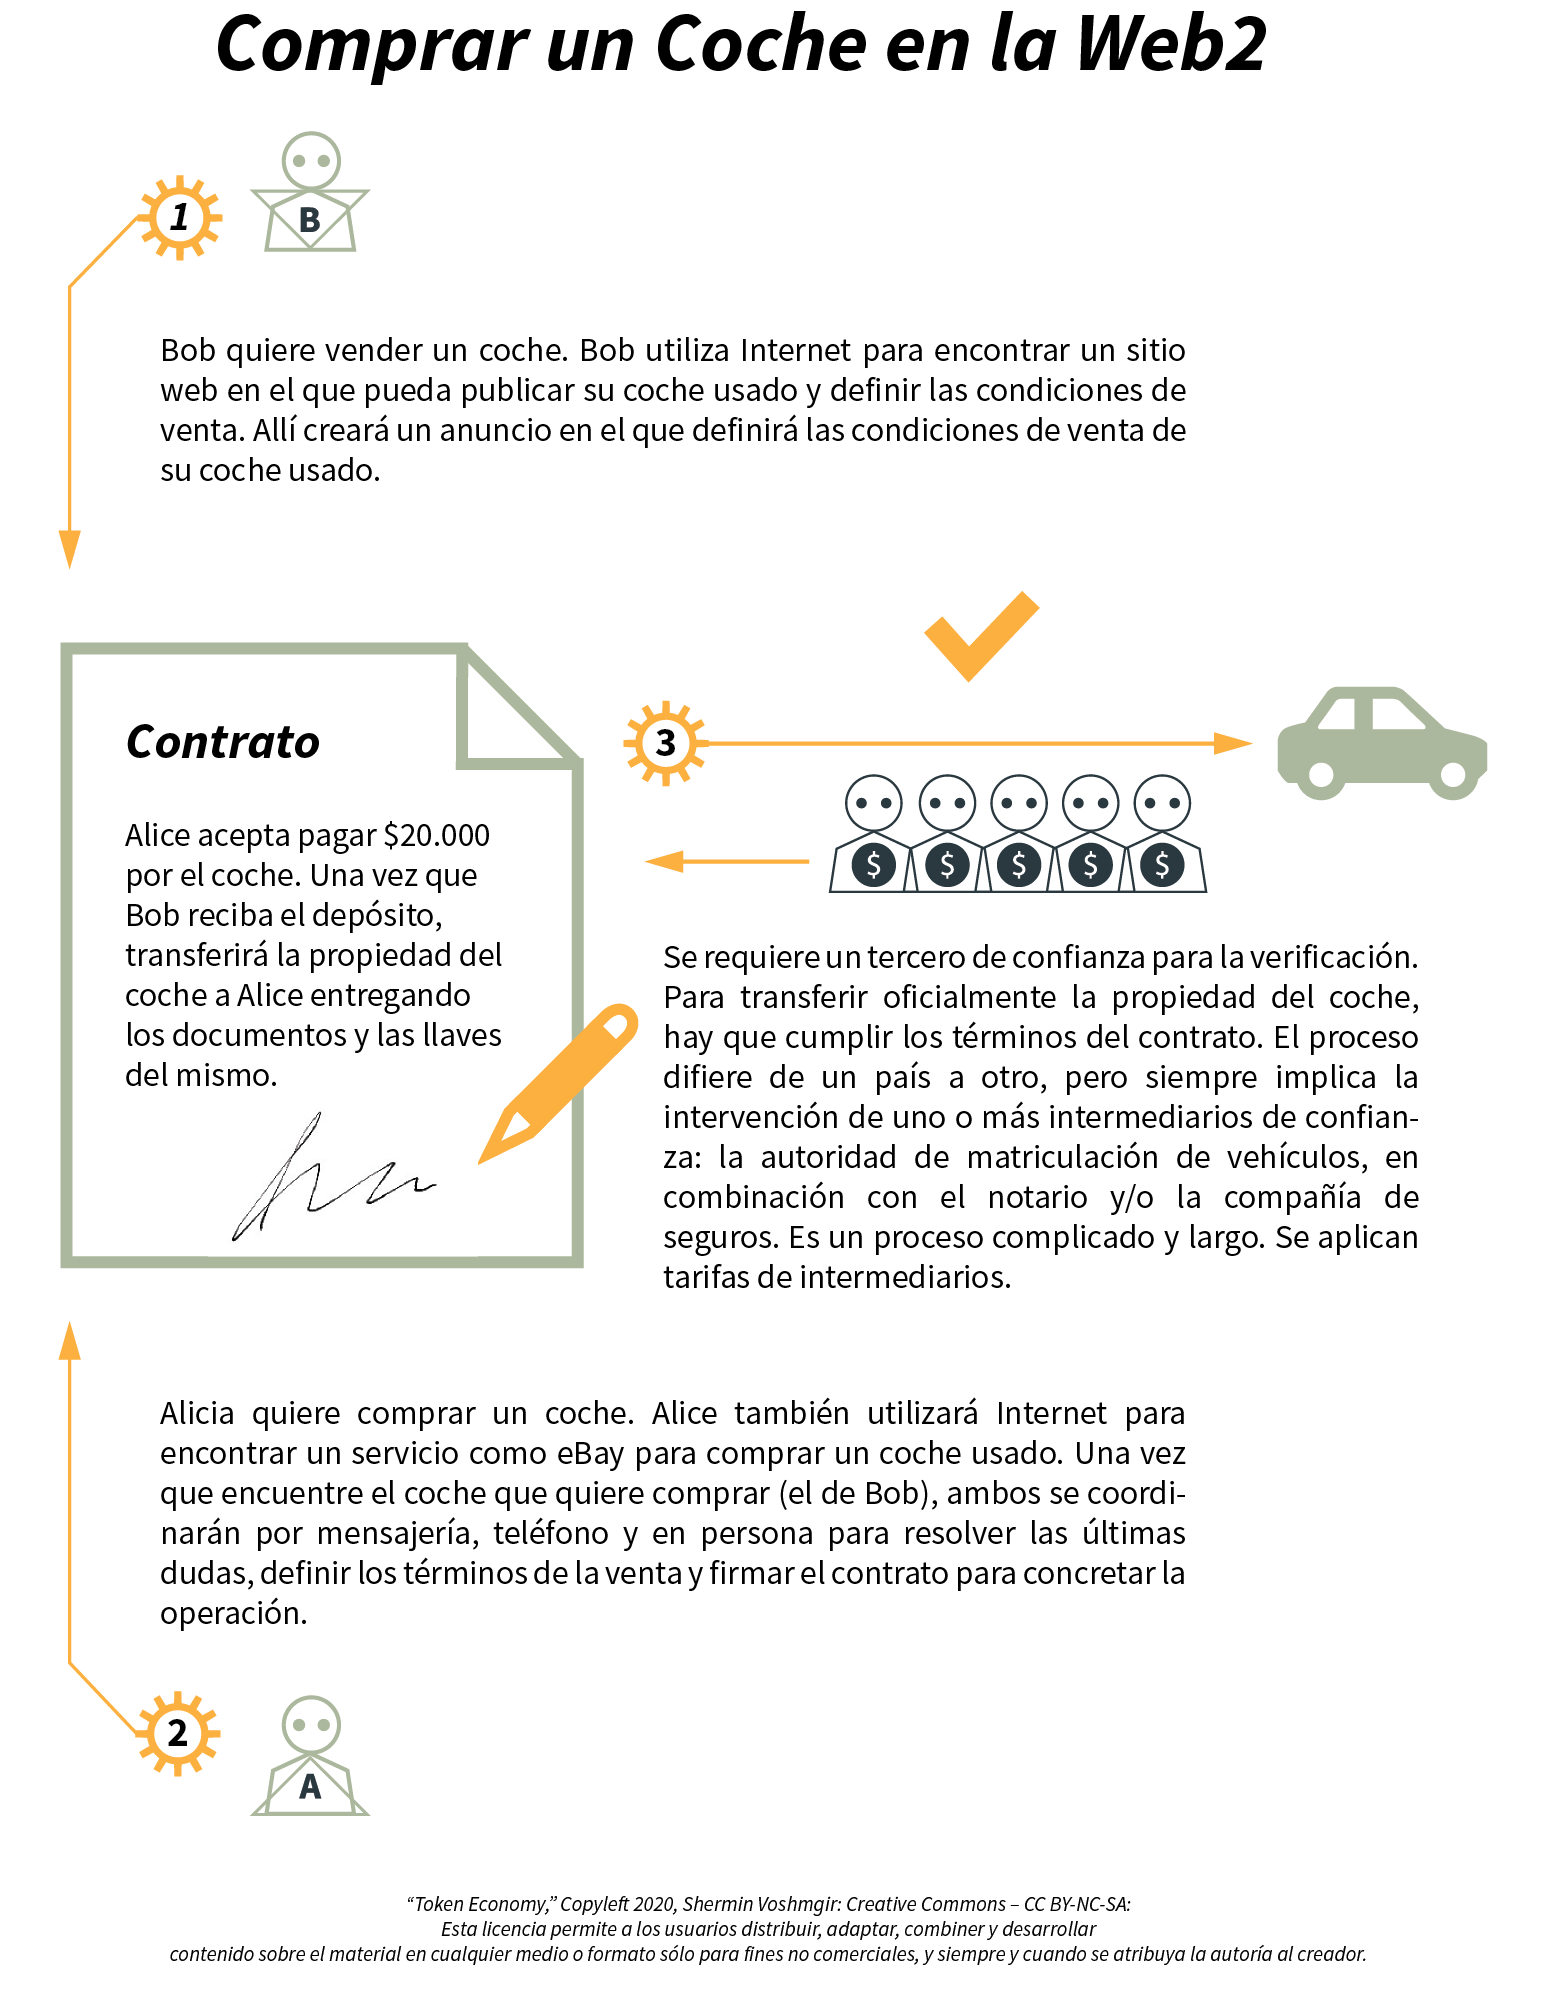 Comprar un Coche en la Web2
1
B
Bob quiere vender un coche. Bob utiliza Internet para encontrar un sitio
web en el que pueda publicar su coche usado y definir las condiciones de
venta. Allí creará un anuncio en el que definirá las condiciones de venta de
su coche usado.
Contrato
Alice acepta pagar $20.000
por el coche. Una vez que
Bob reciba el depósito,
transferirá la propiedad del
coche a Alice entregando
los documentos y las llaves
del mismo.
3
$ $ $ $ $
Se requiere un tercero de confianza para la verificación.
Para transferir oficialmente la propiedad del coche,
hay que cumplir los términos del contrato. El proceso
difiere de un país a otro, pero siempre implica la
intervención de uno o más intermediarios de confian-
za: la autoridad de matriculación de vehículos, en
combinación con el notario y/o la compañía de
seguros. Es un proceso complicado y largo. Se aplican
tarifas de intermediarios.
Alicia quiere comprar un coche. Alice también utilizará Internet para
encontrar un servicio como eBay para comprar un coche usado. Una vez
que encuentre el coche que quiere comprar (el de Bob), ambos se coordi-
narán por mensajería, teléfono y en persona para resolver las últimas
dudas, definir los términos de la venta y firmar el contrato para concretar la
operación.
2
A
“Token Economy,” Copyleft 2020, Shermin Voshmgir: Creative Commons – CC BY-NC-SA:
Esta licencia permite a los usuarios distribuir, adaptar, combiner y desarrollar
contenido sobre el material en cualquier medio o formato sólo para fines no comerciales, y siempre y cuando se atribuya la autoría al creador.